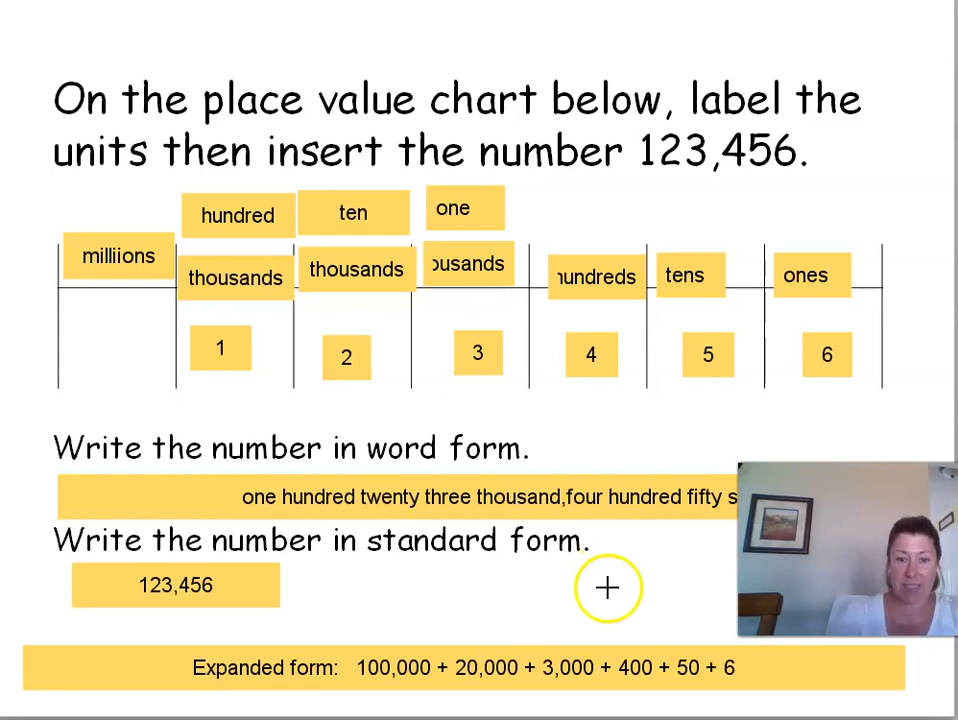 On the place value chart below, label the
units then insert the number 123,456.
hundred ten one
milliions thousands thousands ousands hundreds tens ones
1 2 3 4 5 6
Write the number in word form.
one hundred twenty three thousand,four hundred fifty s
Write the number in standard form.
123,456
Expanded form: 100,000 + 20,000 + 3,000 + 400 + 50 + 6